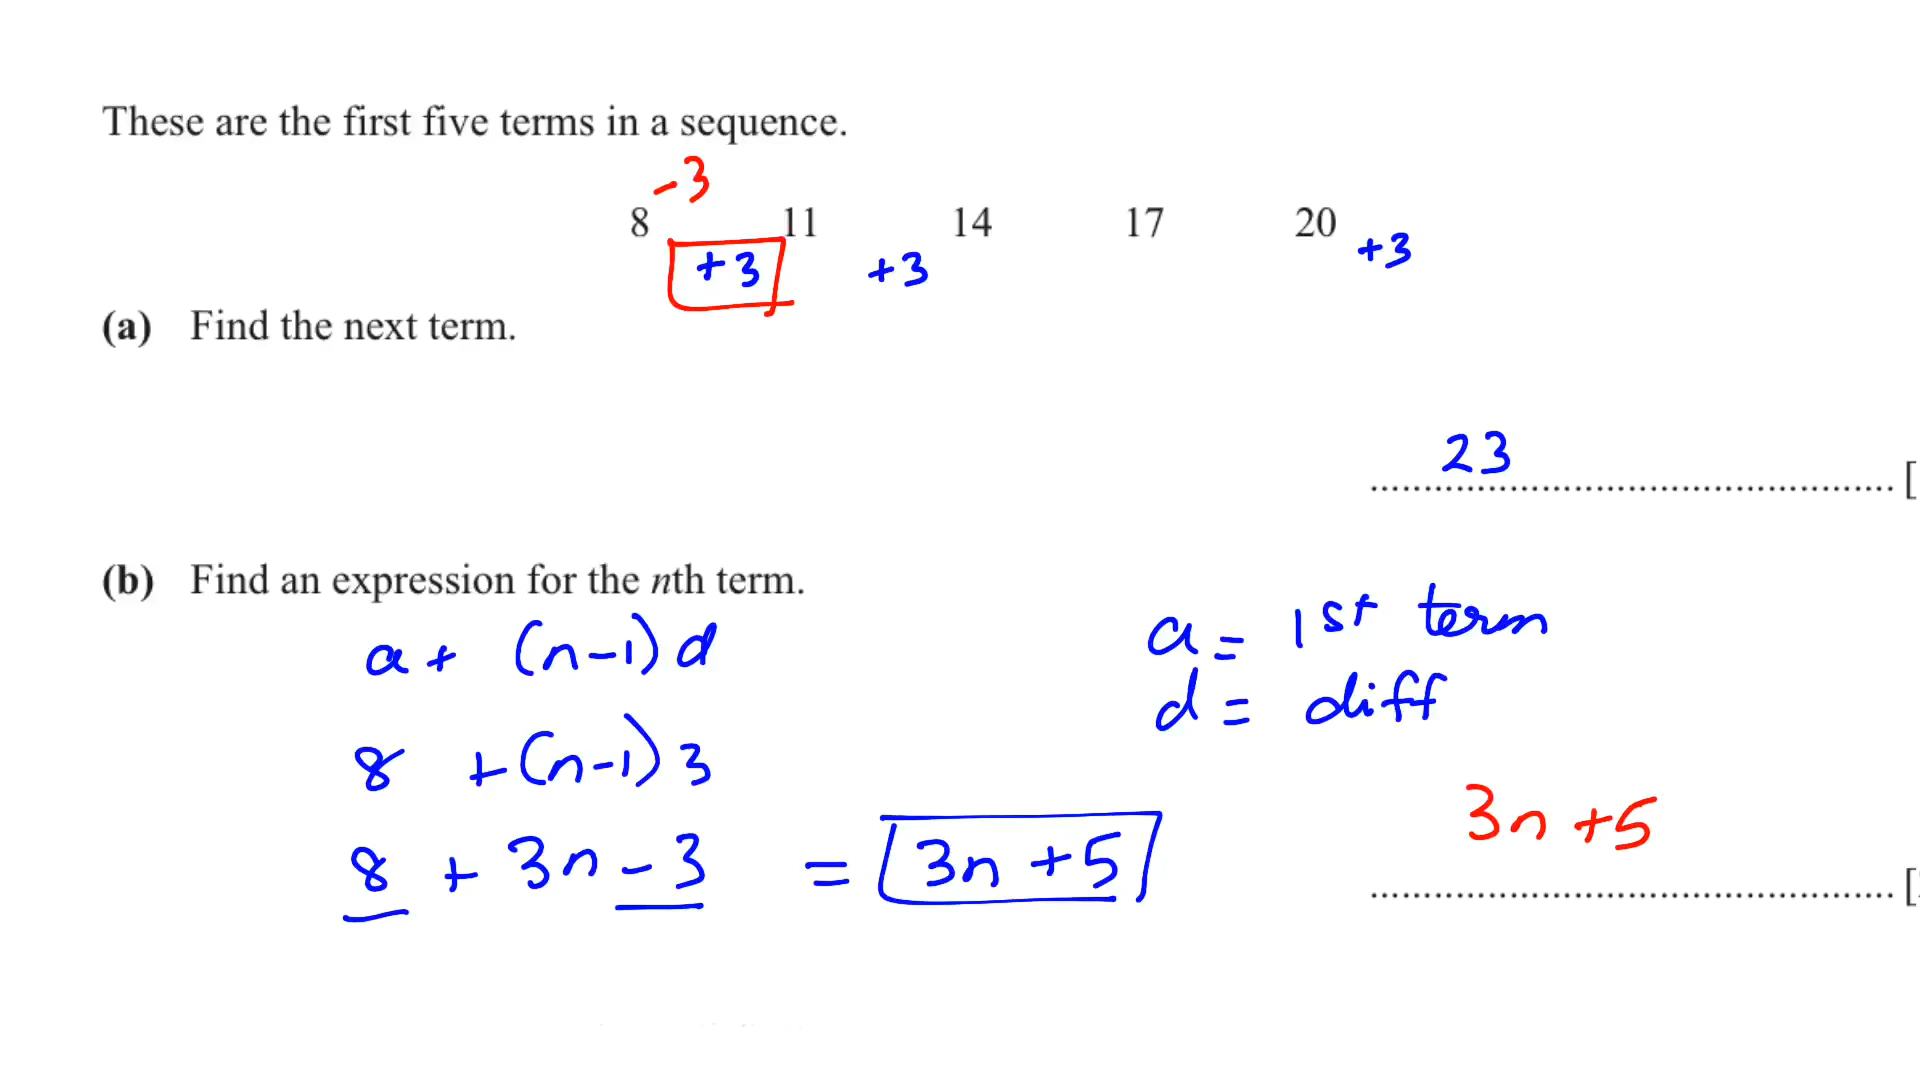 These are the first five terms in a sequence.
-3
8 11 14 17 20
+3 +3 +3
(a) Find the next term.
23
................................................ [
(b) Find an expression for the nth term.
a + (n-1) d
a = 1st term
d = diff
8 + (n-1) 3
8 + 3n - 3 = 3n + 5
3n + 5
................................................ [